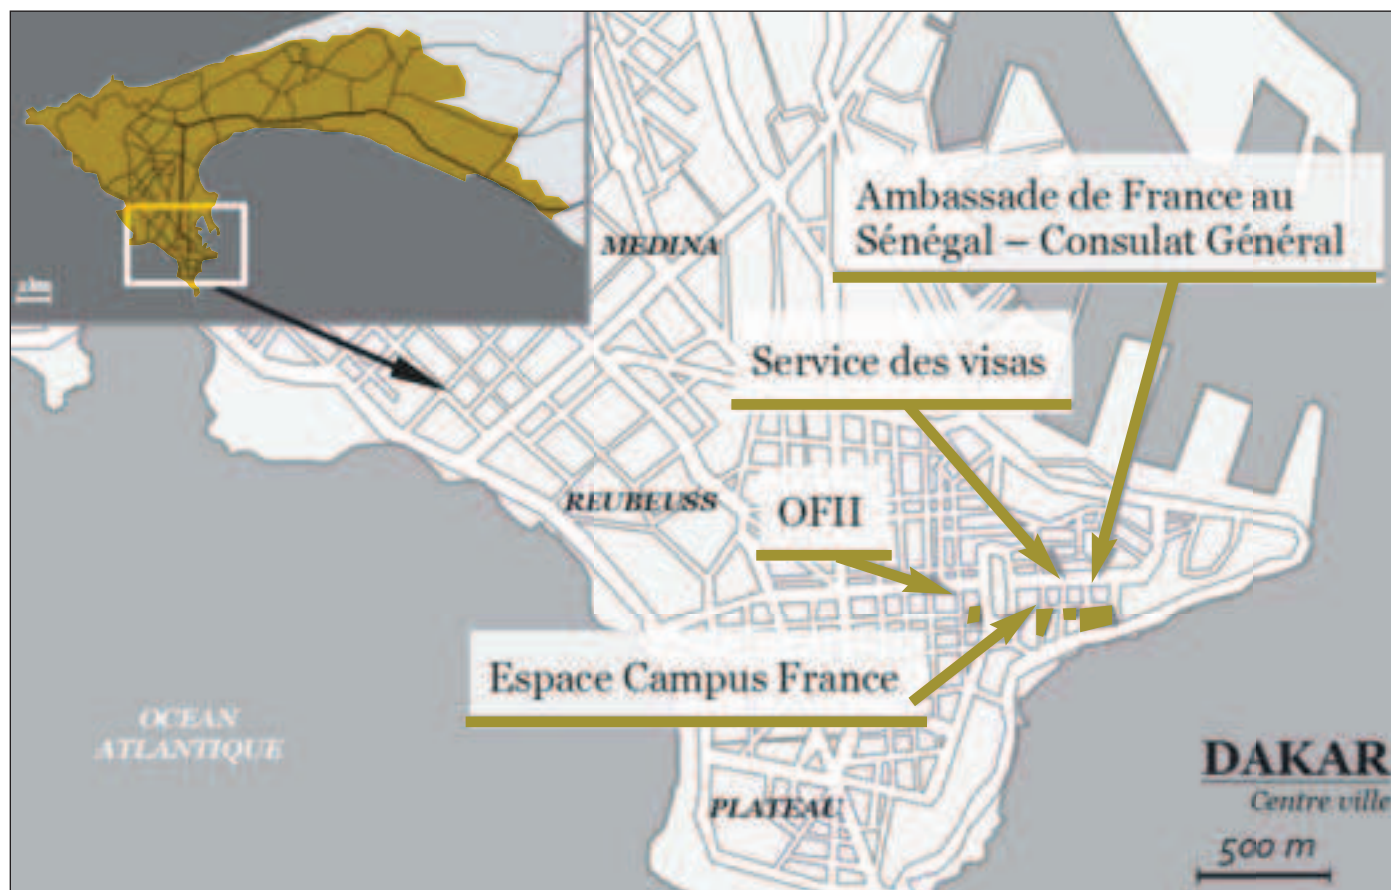 MEDINA
Ambassade de France au
Sénégal – Consulat Général
Service des visas
REUBEUSS
OFII
Espace Campus France
OCEAN
ATLANTIQUE
PLATEAU
DAKAR
Centre ville
500 m